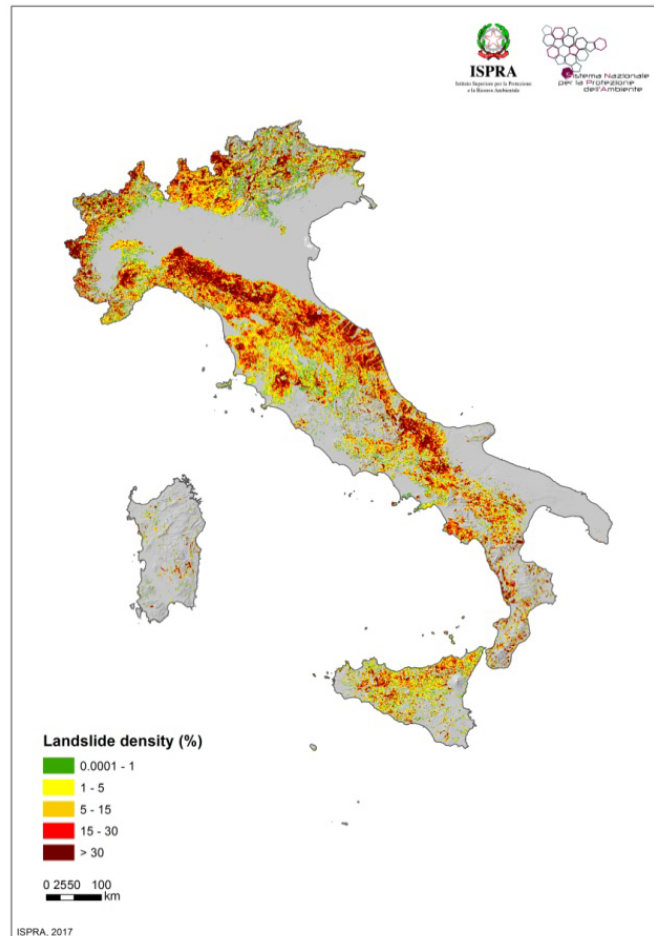 ISPRA
Istituto Superiore per la Protezione
e la Ricerca Ambientale
Sistema Nazionale
per la Protezione
dell'Ambiente
Landslide density (%)
0.0001 - 1
1 - 5
5 - 15
15 - 30
> 30
0 2550 100
km
ISPRA, 2017